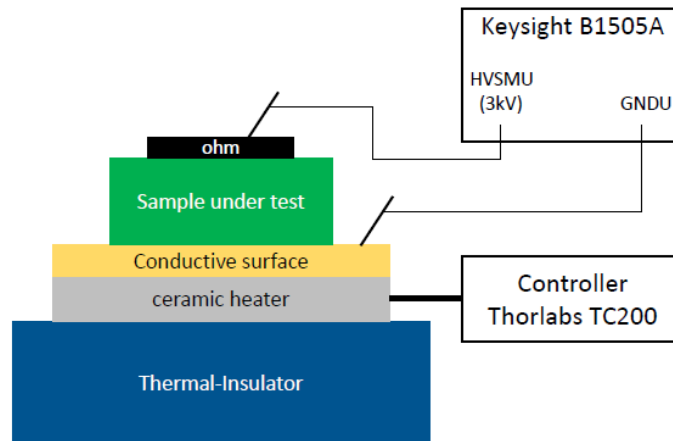 Keysight B1505A
HVSMU
(3kV)
GNDU
ohm
Sample under test
Conductive surface
ceramic heater
Controller
Thorlabs TC200
Thermal-Insulator